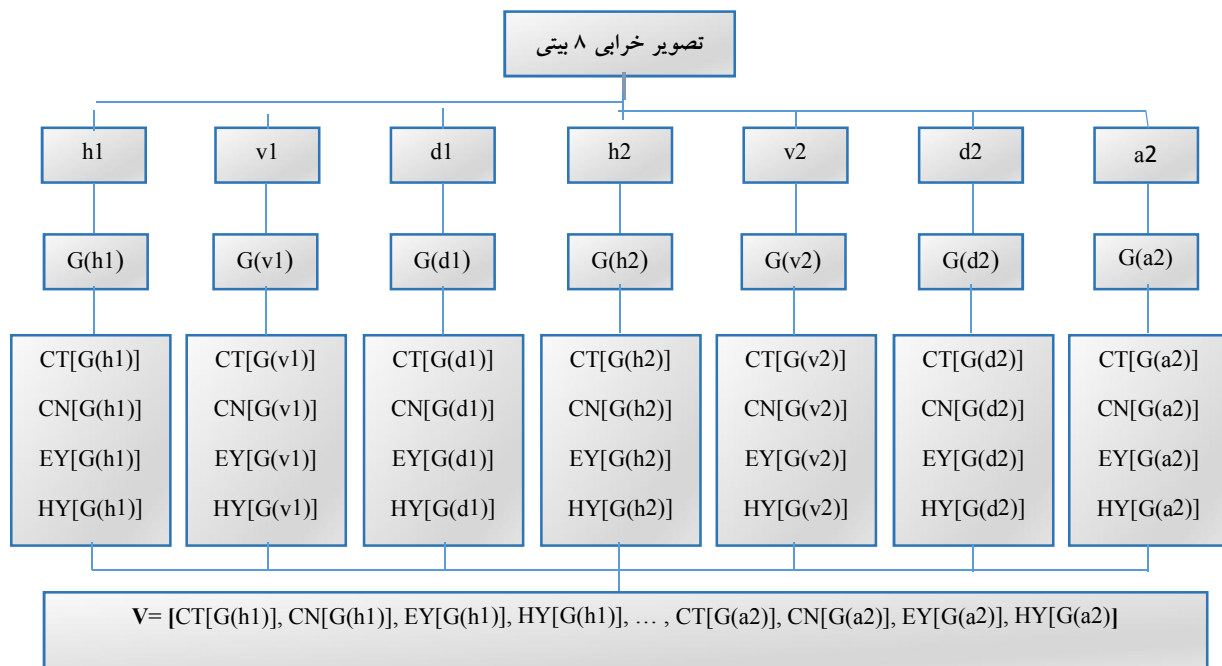 تصویر خرابی ۸ بیتی
h1 v1 d1 h2 v2 d2 a2
G(h1) G(v1) G(d1) G(h2) G(v2) G(d2) G(a2)
CT[G(h1)] CT[G(v1)] CT[G(d1)] CT[G(h2)] CT[G(v2)] CT[G(d2)] CT[G(a2)]
CN[G(h1)] CN[G(v1)] CN[G(d1)] CN[G(h2)] CN[G(v2)] CN[G(d2)] CN[G(a2)]
EY[G(h1)] EY[G(v1)] EY[G(d1)] EY[G(h2)] EY[G(v2)] EY[G(d2)] EY[G(a2)]
HY[G(h1)] HY[G(v1)] HY[G(d1)] HY[G(h2)] HY[G(v2)] HY[G(d2)] HY[G(a2)]
V= [CT[G(h1)], CN[G(h1)], EY[G(h1)], HY[G(h1)], … , CT[G(a2)], CN[G(a2)], EY[G(a2)], HY[G(a2)]